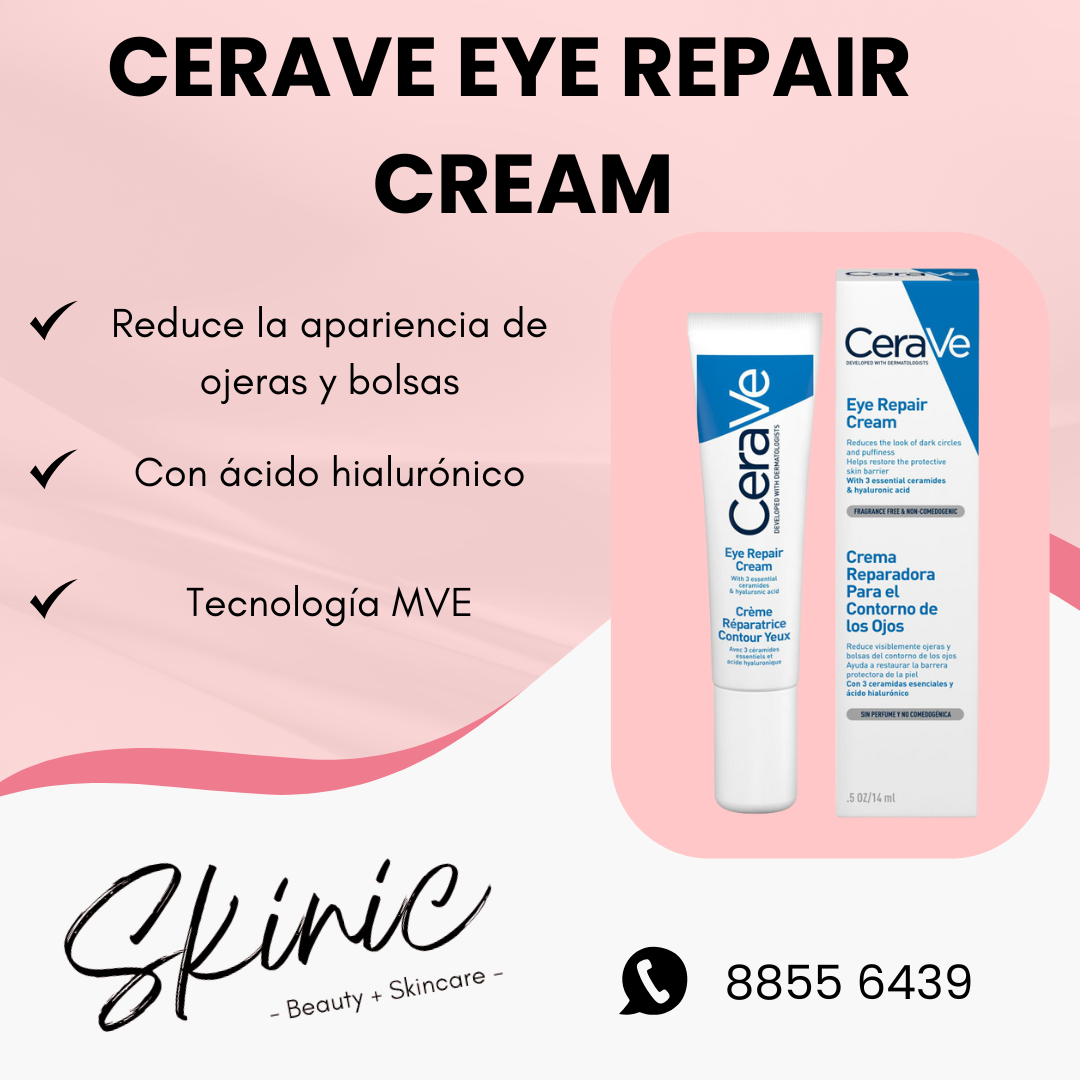 CERAVE EYE REPAIR
CREAM
Reduce la apariencia de
ojeras y bolsas
Con ácido hialurónico
Tecnología MVE
CeraVe
DEVELOPED WITH DERMATOLOGISTS
Eye Repair
Cream
With 3 essential
ceramides
& hyaluronic acid
Crème
Réparatrice
Contour Yeux
Avec 3 céramides
essentiels et
acide hyaluronique
CeraVe
CeraVe
DEVELOPED WITH DERMATOLOGISTS
Eye Repair
Cream
Reduces the look of dark circles
and puffiness
Helps restore the protective
skin barrier
With 3 essential ceramides
& hyaluronic acid
FRAGRANCE FREE & NON-COMEDOGENIC
Crema
Reparadora
Para el
Contorno de
los Ojos
Reduce visiblemente ojeras y
bolsas del contorno de los ojos
Ayuda a restaurar la barrera
protectora de la piel
Con 3 ceramidas esenciales y
ácido hialurónico
SIN PERFUME Y NO COMEDOGÉNICA
.5 OZ/14 ml
Skinic
- Beauty + Skincare -
8855 6439